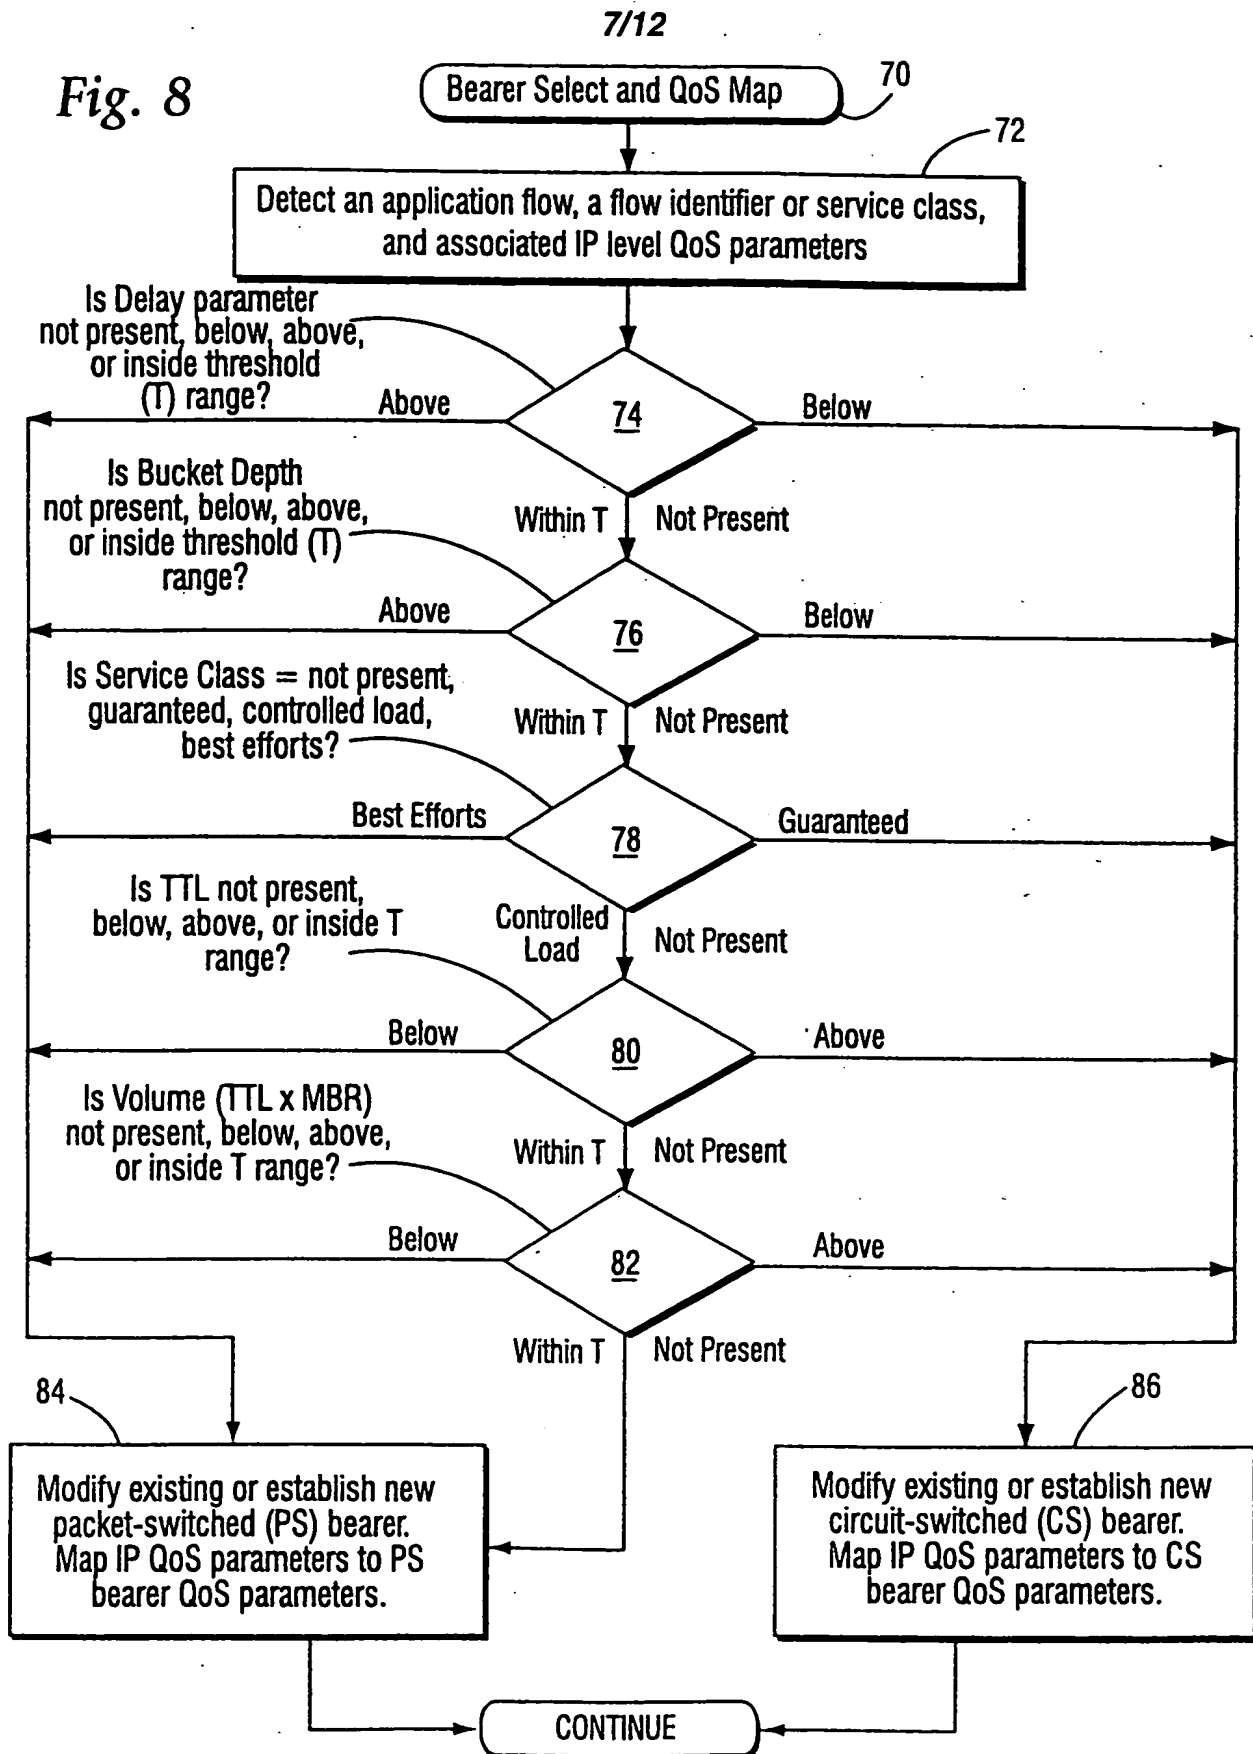 7/12
Fig. 8
Bearer Select and QoS Map
70
72
Detect an application flow, a flow identifier or service class,
and associated IP level QoS parameters
Is Delay parameter
not present, below, above,
or inside threshold
(T) range?
Above
74
Below
Within T
Not Present
Is Bucket Depth
not present, below, above,
or inside threshold (T)
range?
Above
76
Below
Within T
Not Present
Is Service Class = not present,
guaranteed, controlled load,
best efforts?
Best Efforts
78
Guaranteed
Controlled
Load
Not Present
Is TTL not present,
below, above, or inside T
range?
Below
80
Above
Within T
Not Present
Is Volume (TTL x MBR)
not present, below, above,
or inside T range?
Below
82
Above
Within T
Not Present
84
Modify existing or establish new
packet-switched (PS) bearer.
Map IP QoS parameters to PS
bearer QoS parameters.
86
Modify existing or establish new
circuit-switched (CS) bearer.
Map IP QoS parameters to CS
bearer QoS parameters.
CONTINUE